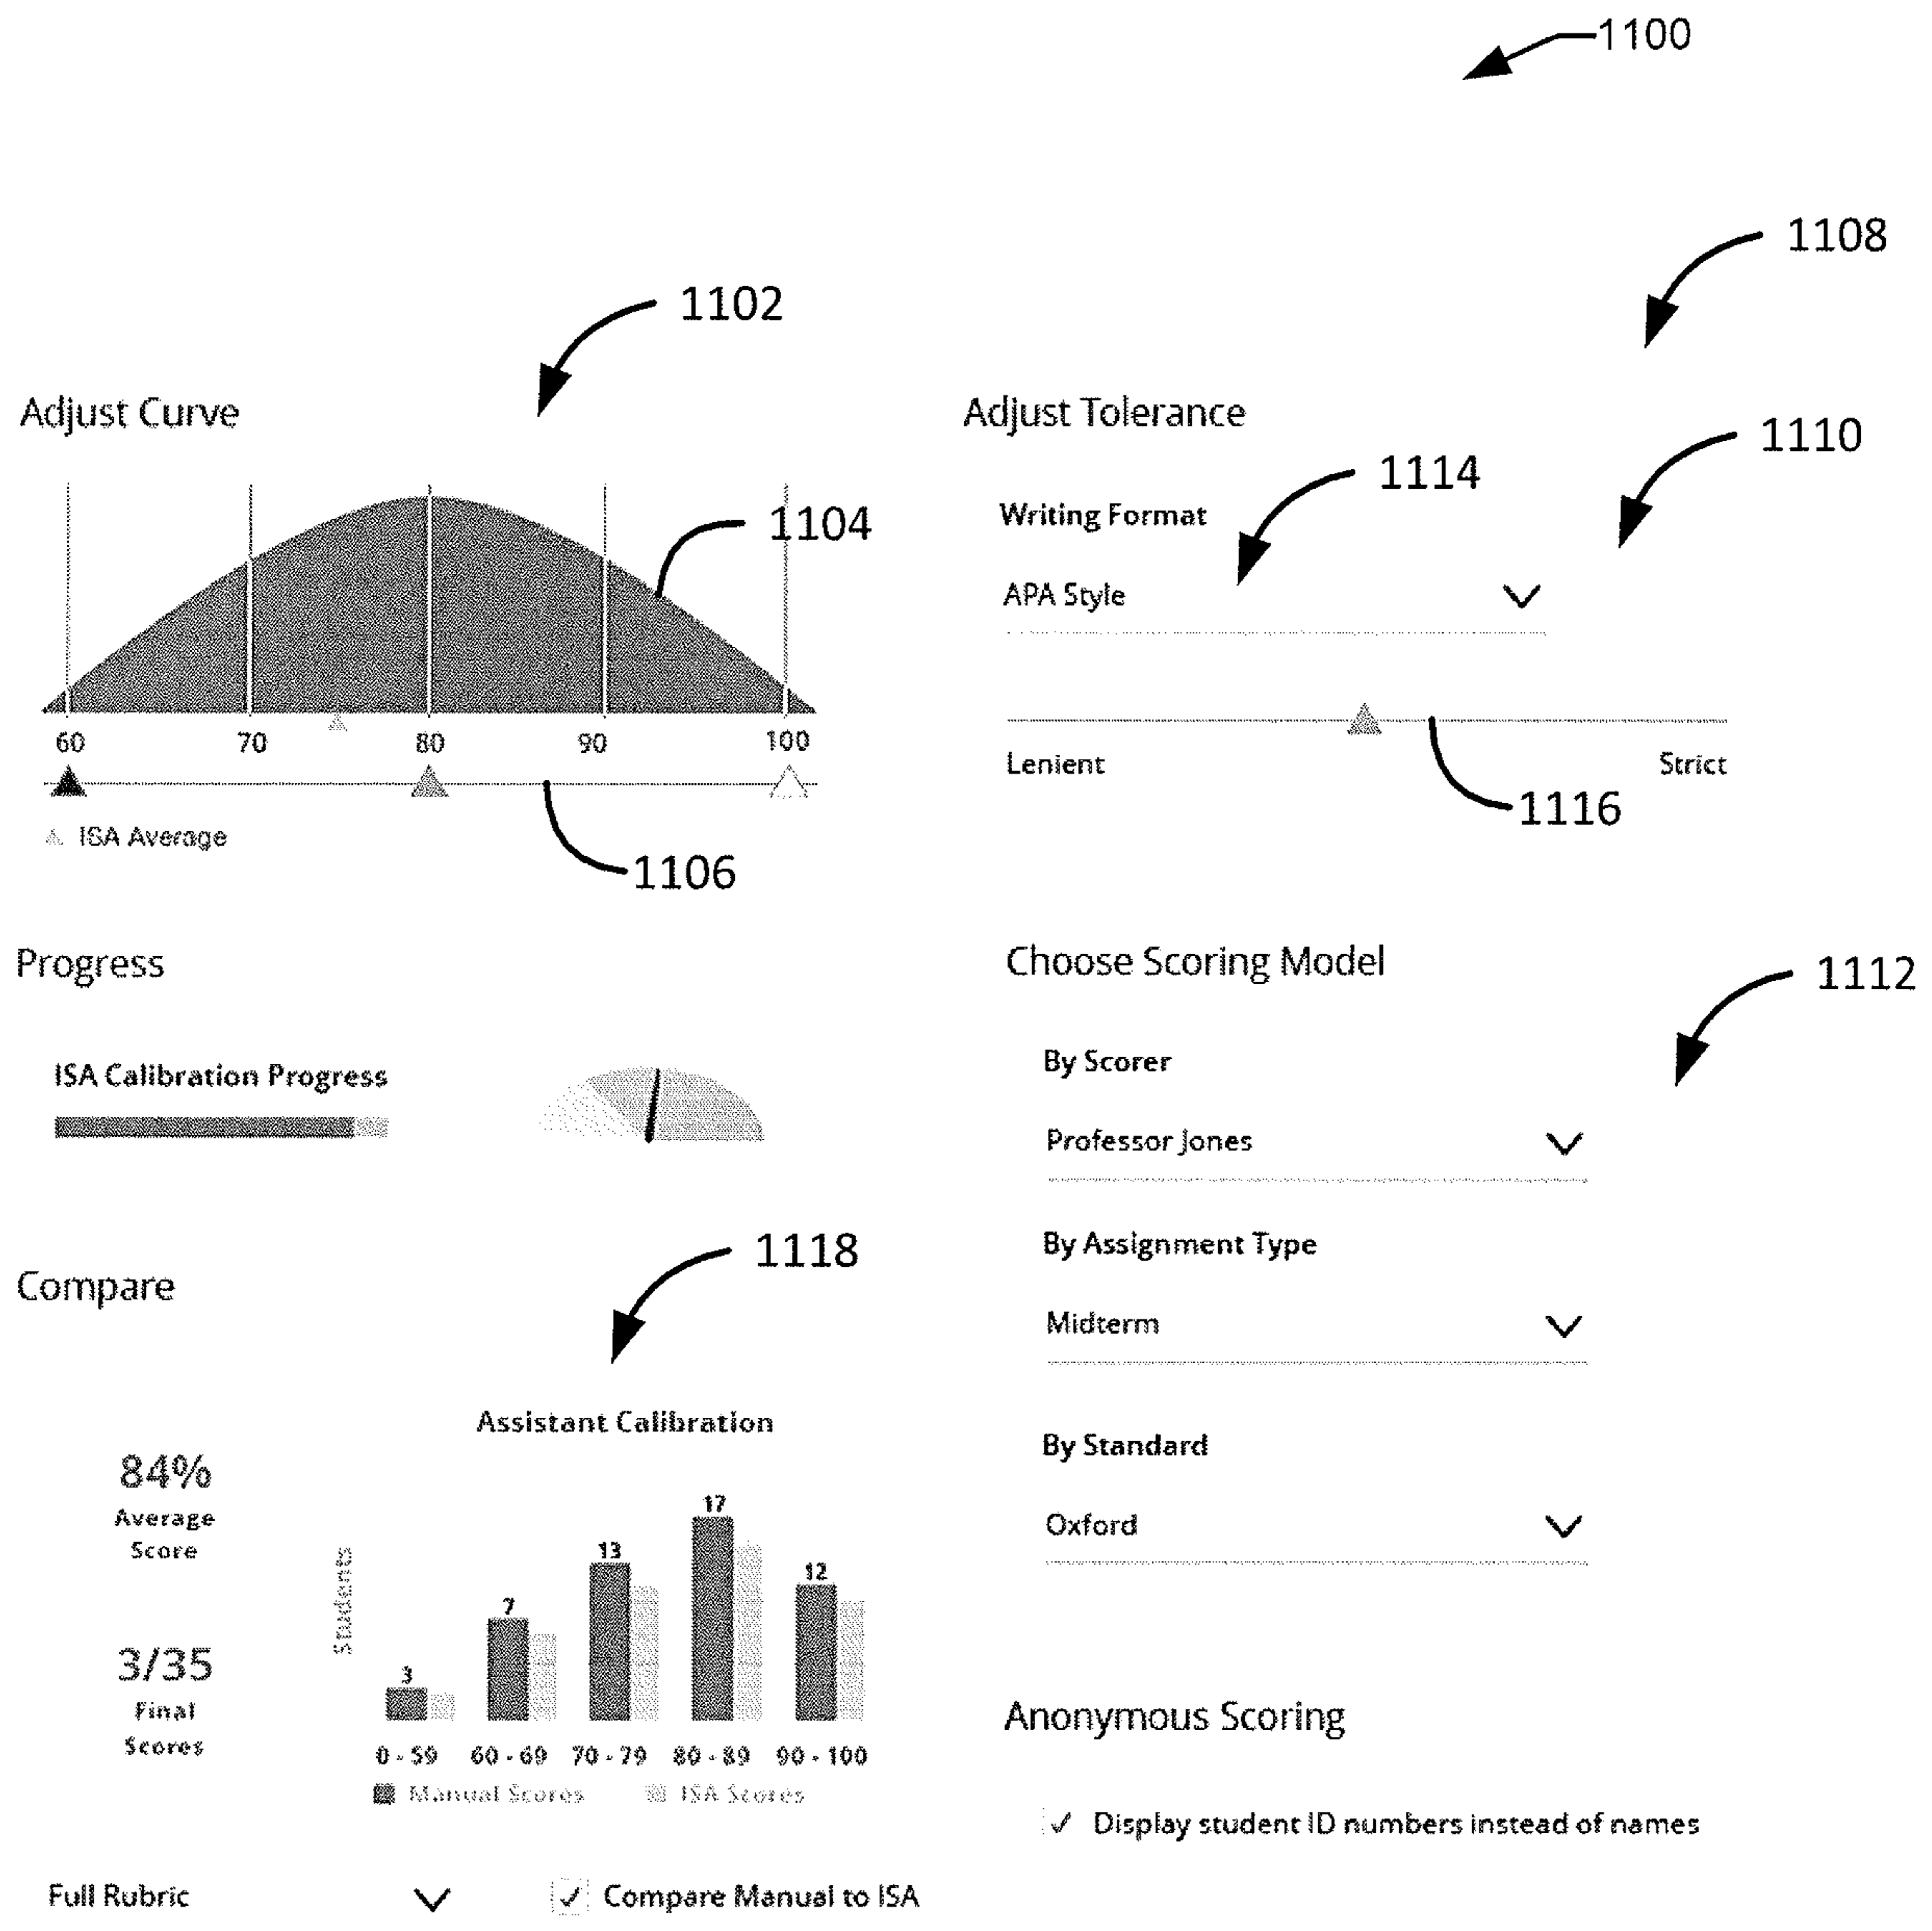 1100
1108
1102
Adjust Curve
Adjust Tolerance
1110
1114
Writing Format
1104
APA Style
60 70 80 90 100
Lenient Strict
1116
ISA Average
1106
Progress
Choose Scoring Model
1112
By Scorer
ISA Calibration Progress
Professor Jones
By Assignment Type
1118
Compare
Midterm
Assistant Calibration
By Standard
84%
Average
Score
17
Oxford
13
12
Students
7
3/35
3
Final
Scores
Anonymous Scoring
0 - 59 60 - 69 70 - 79 80 - 89 90 - 100
Manual Scores ISA Scores
Display student ID numbers instead of names
Full Rubric
Compare Manual to ISA